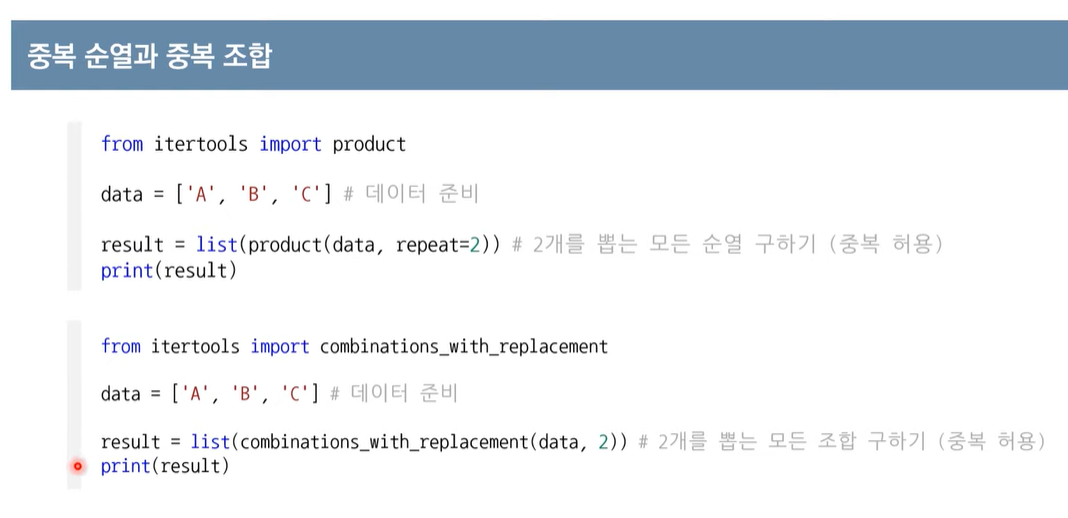 중복 순열과 중복 조합
from itertools import product
data = ['A', 'B', 'C'] # 데이터 준비
result = list(product(data, repeat=2)) # 2개를 뽑는 모든 순열 구하기 (중복 허용)
print(result)
from itertools import combinations_with_replacement
data = ['A', 'B', 'C'] # 데이터 준비
result = list(combinations_with_replacement(data, 2)) # 2개를 뽑는 모든 조합 구하기 (중복 허용)
print(result)